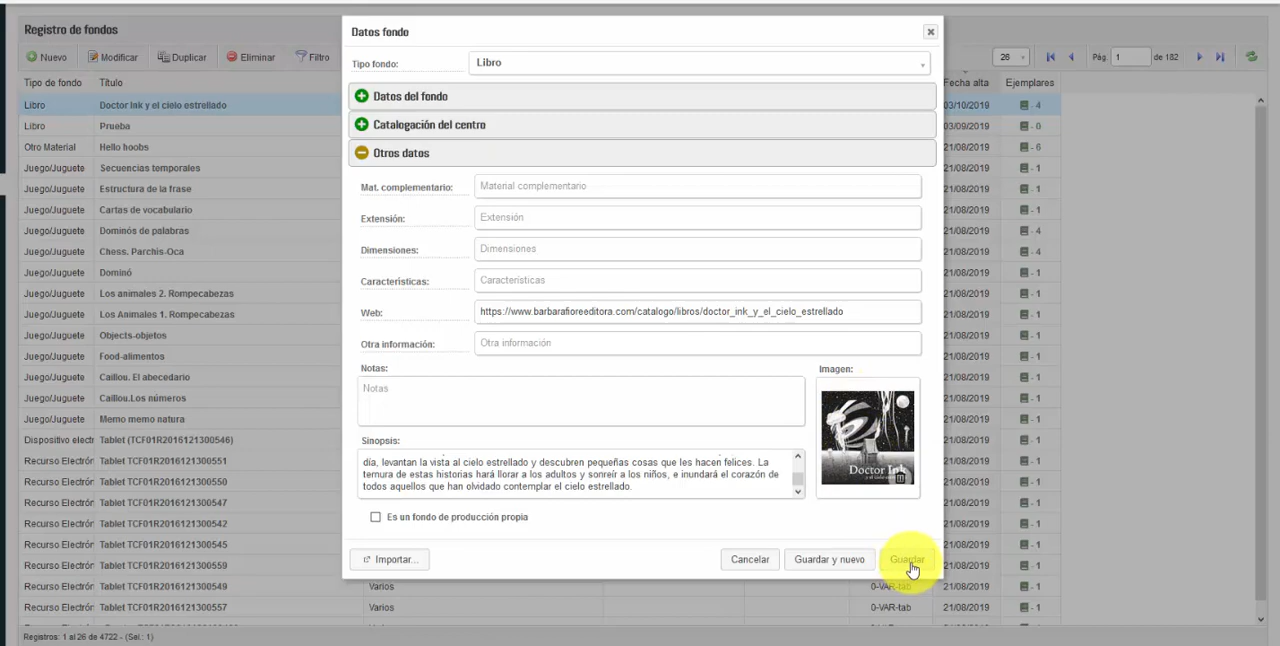 Registro de fondos
Nuevo Modificar Duplicar Eliminar Filtro
26 Pág. 1 de 182
Tipo de fondo Título Fecha alta Ejemplares
Libro Doctor Ink y el cielo estrellado 03/10/2019 - 4
Libro Prueba 03/09/2019 - 0
Otro Material Hello hoobs 21/08/2019 - 6
Juego/Juguete Secuencias temporales 21/08/2019 - 1
Juego/Juguete Estructura de la frase 21/08/2019 - 1
Juego/Juguete Cartas de vocabulario 21/08/2019 - 1
Juego/Juguete Dominós de palabras 21/08/2019 - 4
Juego/Juguete Chess. Parchis-Oca 21/08/2019 - 4
Juego/Juguete Dominó 21/08/2019 - 1
Juego/Juguete Los animales 2. Rompecabezas 21/08/2019 - 1
Juego/Juguete Los Animales 1. Rompecabezas 21/08/2019 - 1
Juego/Juguete Objects-objetos 21/08/2019 - 1
Juego/Juguete Food-alimentos 21/08/2019 - 1
Juego/Juguete Caillou. El abecedario 21/08/2019 - 1
Juego/Juguete Caillou.Los números 21/08/2019 - 1
Juego/Juguete Memo memo natura 21/08/2019 - 1
Dispositivo electr Tablet (TCF01R2016121300546) 21/08/2019 - 1
Recurso Electrón Tablet TCF01R2016121300551 21/08/2019 - 1
Recurso Electrón Tablet TCF01R2016121300550 21/08/2019 - 1
Recurso Electrón Tablet TCF01R2016121300547 21/08/2019 - 1
Recurso Electrón Tablet TCF01R2016121300542 21/08/2019 - 1
Recurso Electrón Tablet TCF01R2016121300545 21/08/2019 - 1
Recurso Electrón Tablet TCF01R2016121300559 21/08/2019 - 1
Recurso Electrón Tablet TCF01R2016121300549 Varios 0-VAR-tab 21/08/2019 - 1
Recurso Electrón Tablet TCF01R2016121300557 Varios 0-VAR-tab 21/08/2019 - 1
Registros: 1 al 26 de 4722 - (Sel.: 1)
Datos fondo
Tipo fondo: Libro
Datos del fondo
Catalogación del centro
Otros datos
Mat. complementario: Material complementario
Extensión: Extensión
Dimensiones: Dimensiones
Características: Características
Web: https://www.barbarafioreeditora.com/catalogo/libros/doctor_ink_y_el_cielo_estrellado
Otra información: Otra información
Notas: Imagen:
Notas
Doctor Ink
Sinopsis:
día, levantan la vista al cielo estrellado y descubren pequeñas cosas que les hacen felices. La
ternura de estas historias hará llorar a los adultos y sonreír a los niños, e inundará el corazón de
todos aquellos que han olvidado contemplar el cielo estrellado.
Es un fondo de producción propia
Importar... Cancelar Guardar y nuevo Guardar